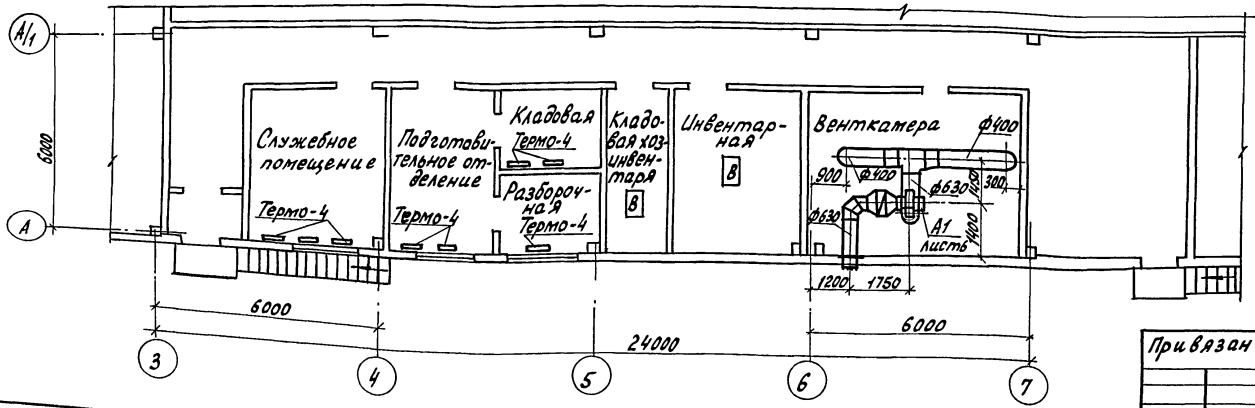 А/1
6000
А
Служебное
помещение
Термо-4
Подготови-
тельное от-
деление
Термо-4
Кладовая
Термо-4
Разбороч-
ная
Термо-4
Кладо-
вая хоз-
инвен-
таря
В
Инвентар-
ная
В
Венткамера
ф400
900
ф400
ф630
1450
300
ф630
А1
лист6
1400
1200
1750
6000
6000
24000
3
4
5
6
7
Привязан